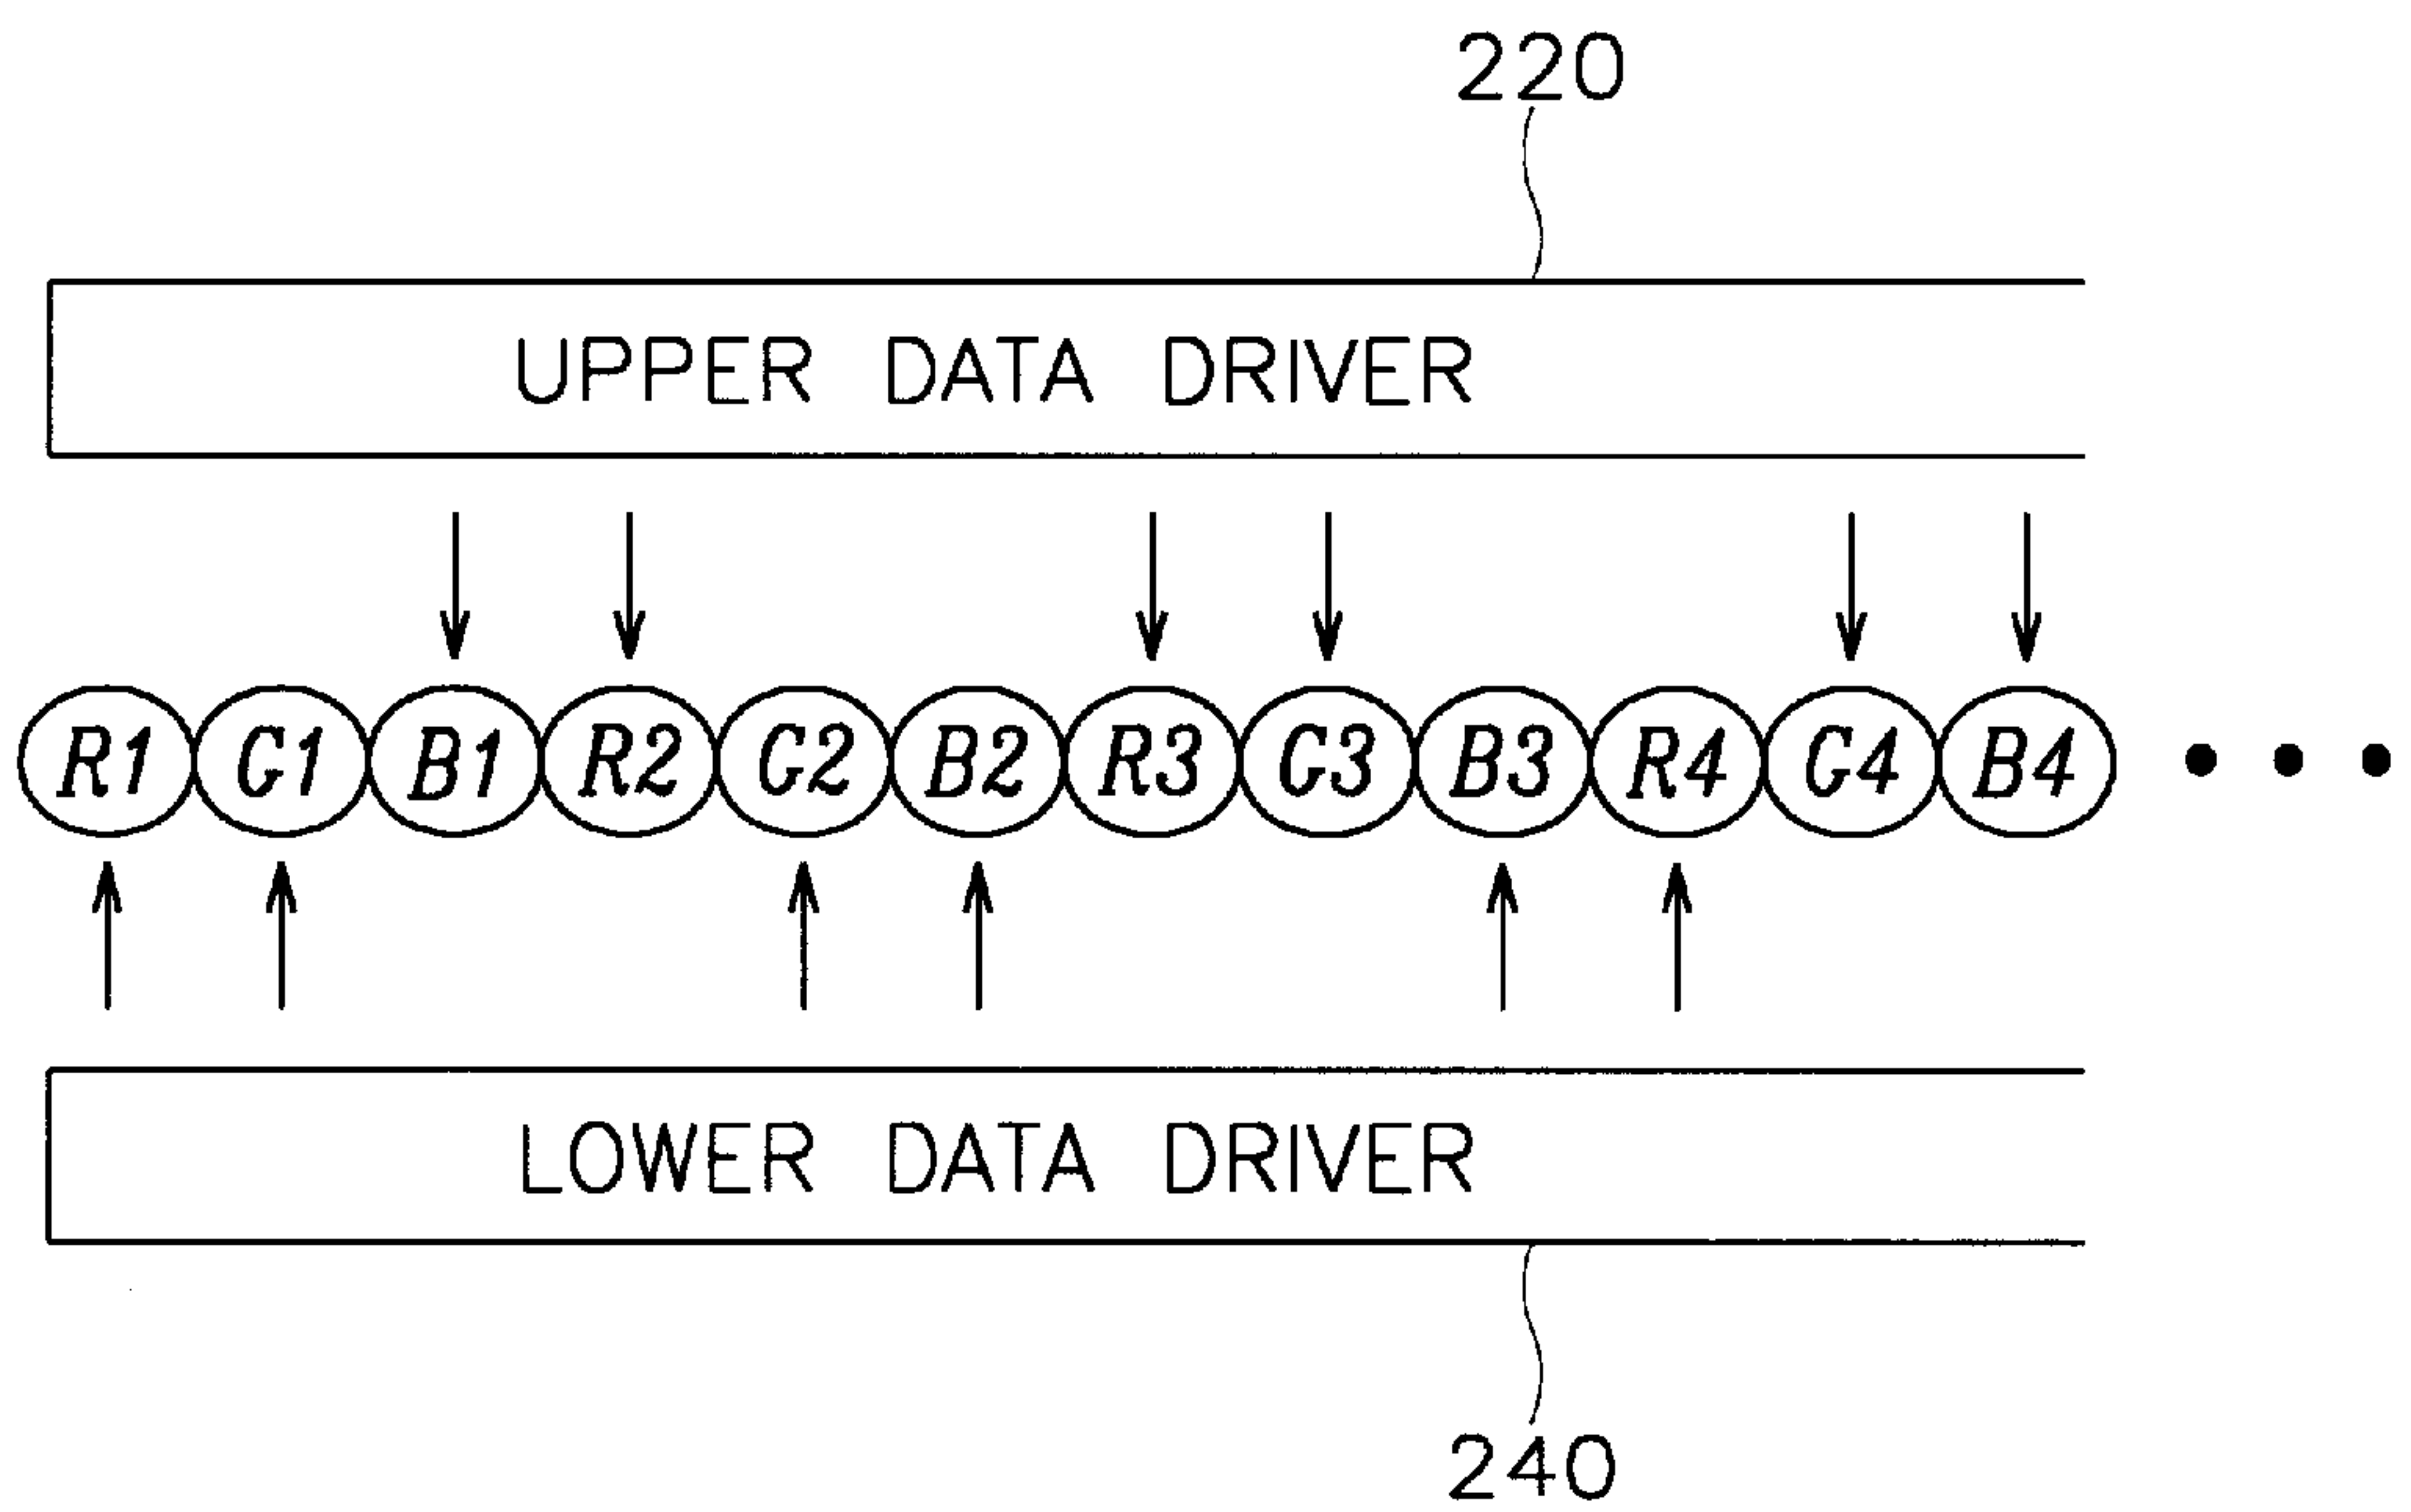 220
UPPER DATA DRIVER
R1 G1 B1 R2 G2 B2 R3 G3 B3 R4 G4 B4
LOWER DATA DRIVER
240